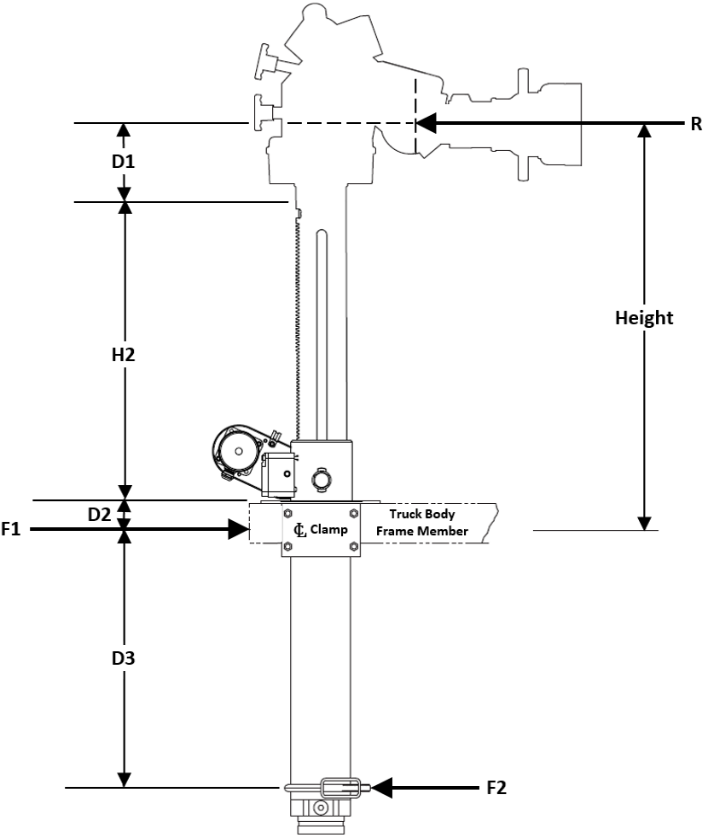 R
D1
Height
H2
D2
F1
℄ Clamp
Truck Body
Frame Member
D3
F2